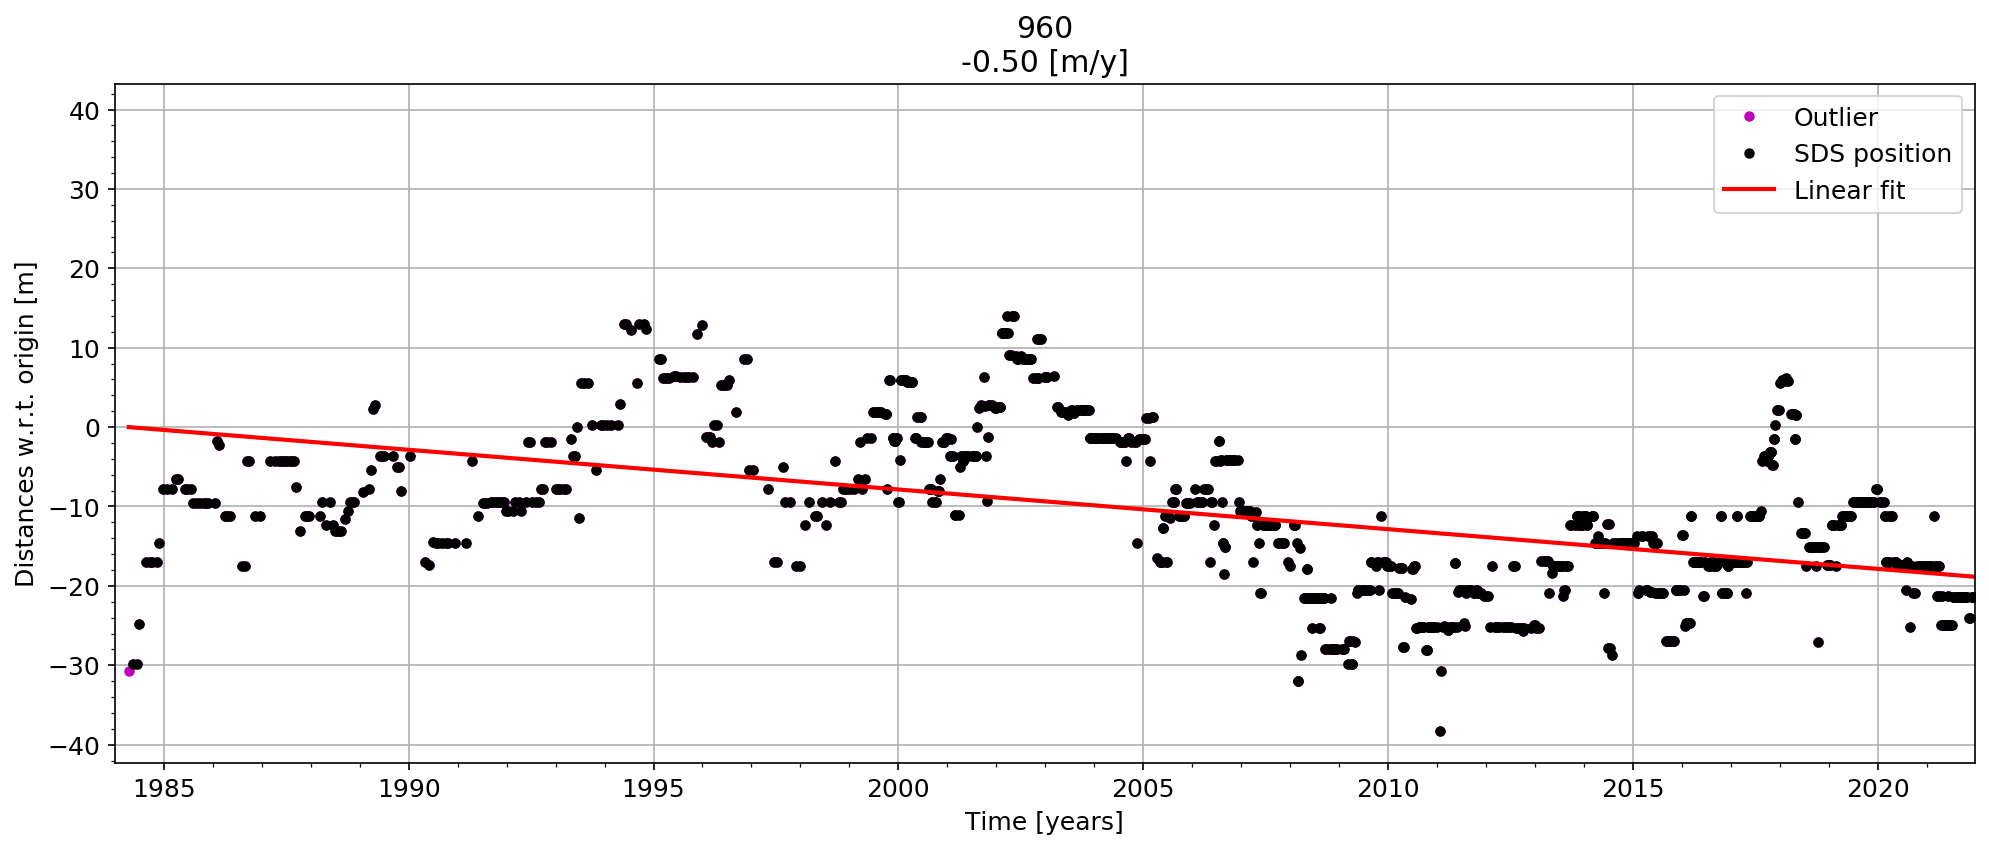 960
-0.50 [m/y]
Distances w.r.t. origin [m]
40
30
20
10
0
−10
−20
−30
−40
Outlier
SDS position
Linear fit
1985 1990 1995 2000 2005 2010 2015 2020
Time [years]